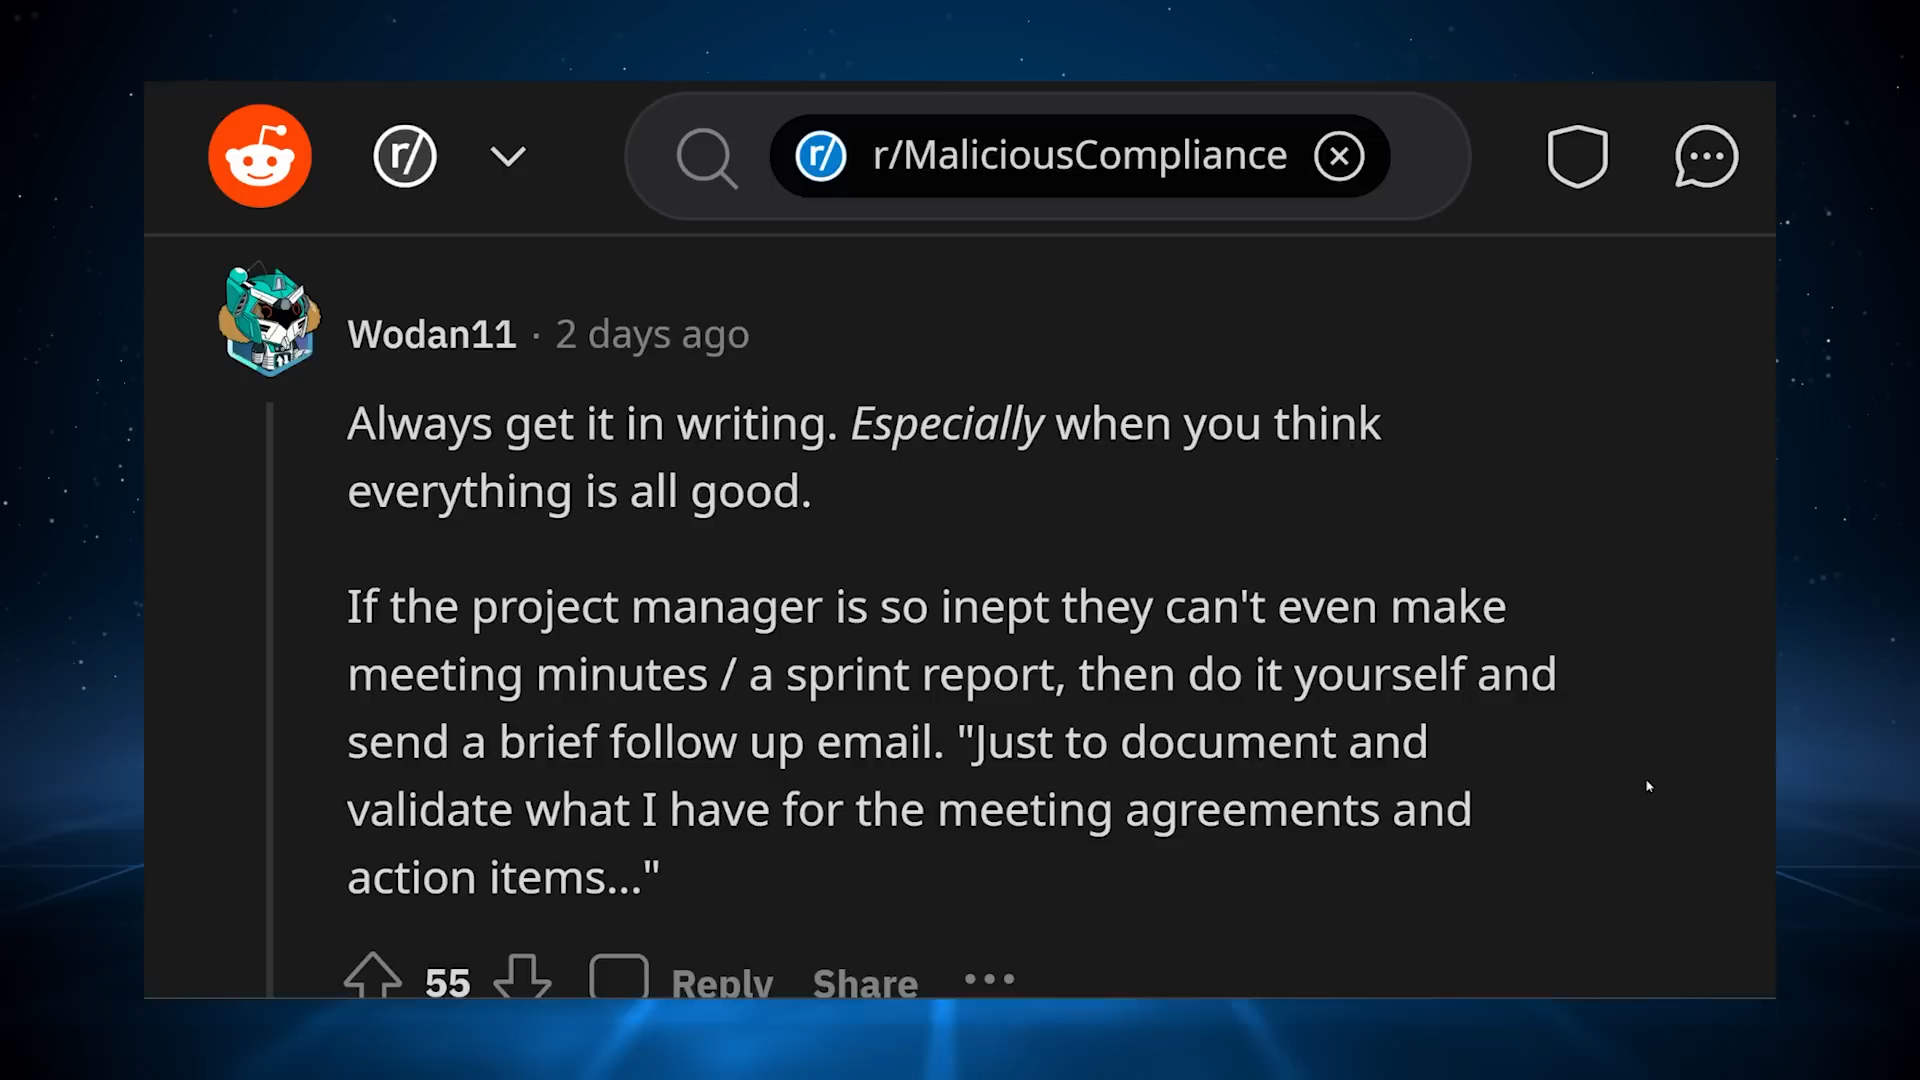 r/ r/ r/MaliciousCompliance
Wodan11 · 2 days ago
Always get it in writing. Especially when you think
everything is all good.
If the project manager is so inept they can't even make
meeting minutes / a sprint report, then do it yourself and
send a brief follow up email. "Just to document and
validate what I have for the meeting agreements and
action items..."
55 Reply Share